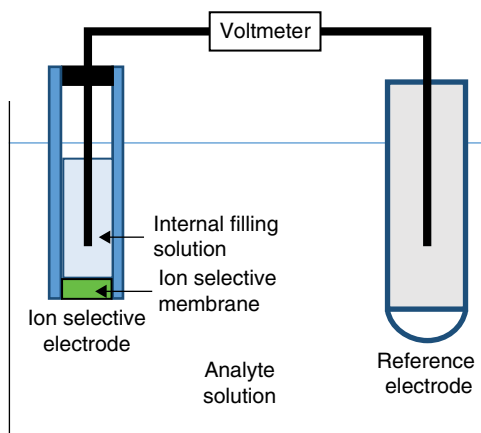 Voltmeter
Internal filling
solution
Ion selective
membrane
Ion selective
electrode
Analyte
solution
Reference
electrode